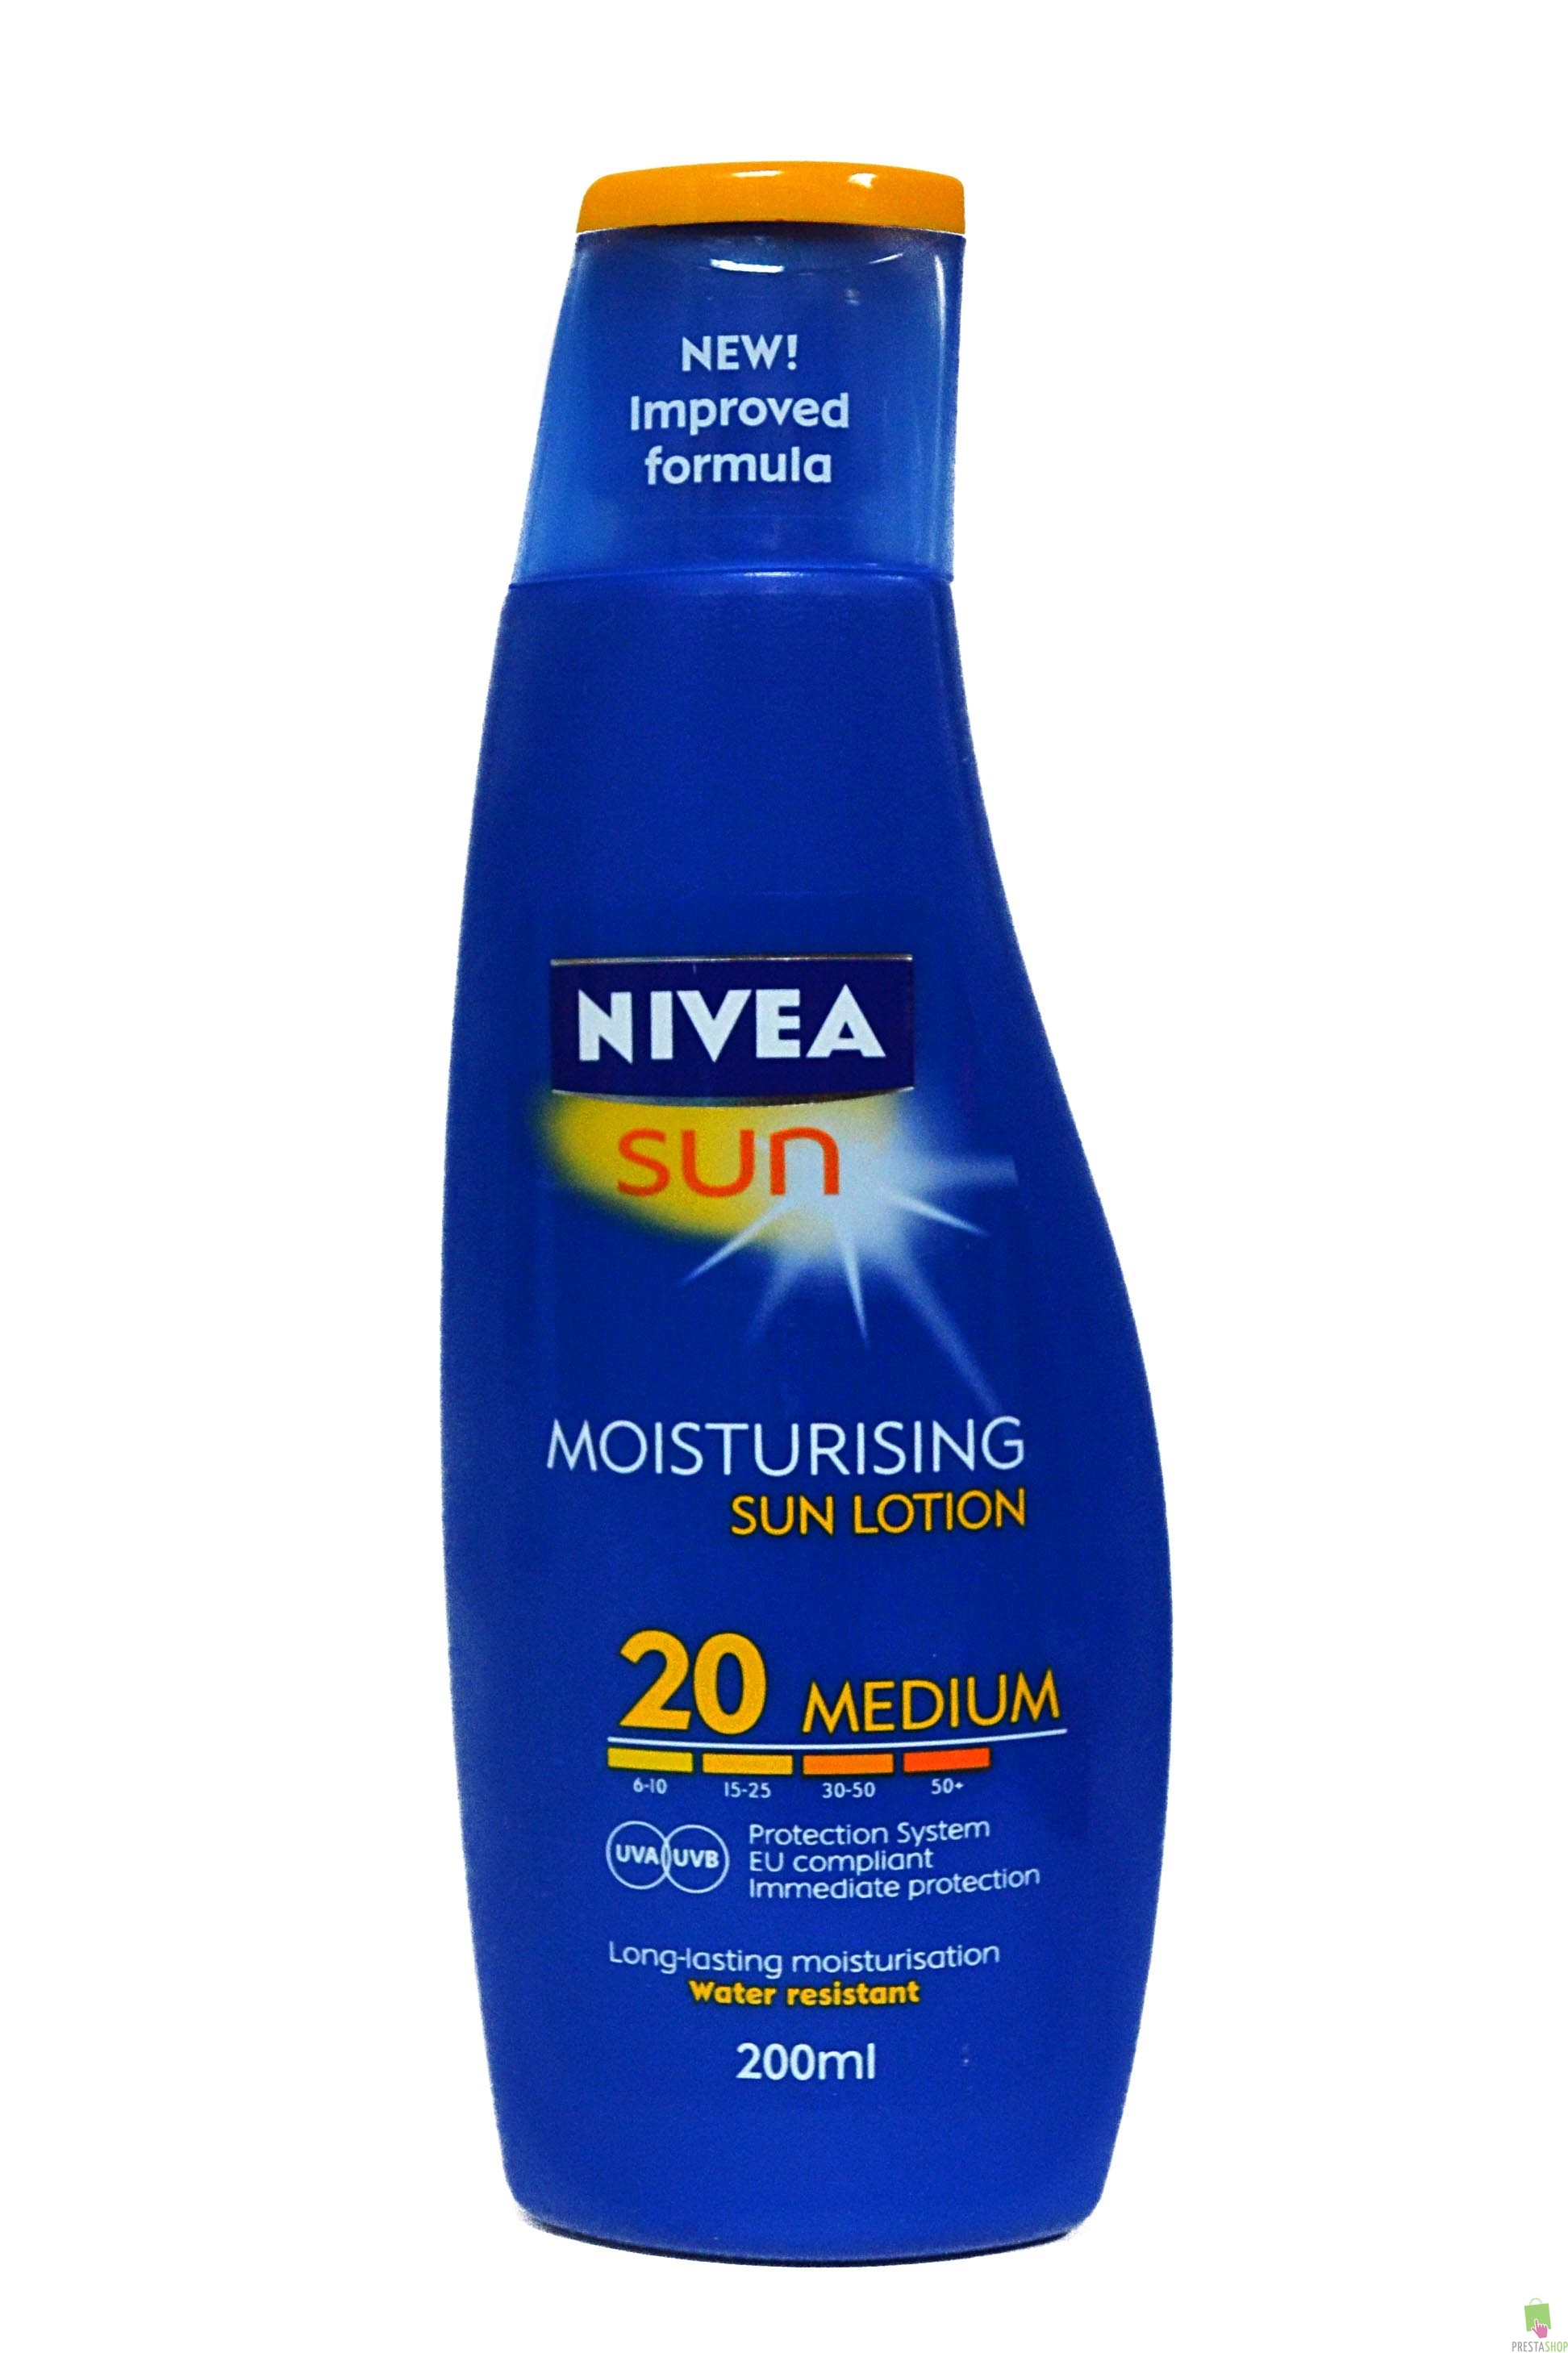 NEW!
Improved
formula
NIVEA
sun
MOISTURISING
SUN LOTION
20 MEDIUM
6-10 15-25 30-50 50+
UVA UVB
Protection System
EU compliant
Immediate protection
Long-lasting moisturisation
Water resistant
200ml
PRESTASHOP